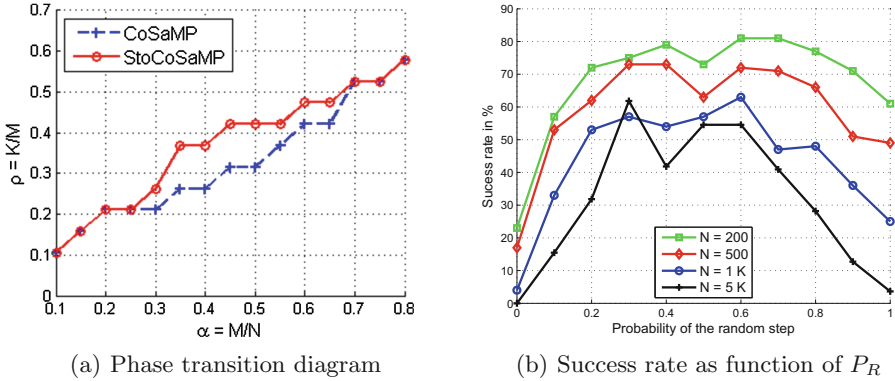 0.7
0.6
0.5
0.4
0.3
0.2
0.1
0
ρ = K/M
CoSaMP
StoCoSaMP
0.1 0.2 0.3 0.4 0.5 0.6 0.7 0.8
α = M/N
(a) Phase transition diagram
90
80
70
60
50
40
30
20
10
0
Success rate in %
N = 200
N = 500
N = 1 K
N = 5 K
0 0.2 0.4 0.6 0.8 1
Probability of the random step
(b) Success rate as function of P_R